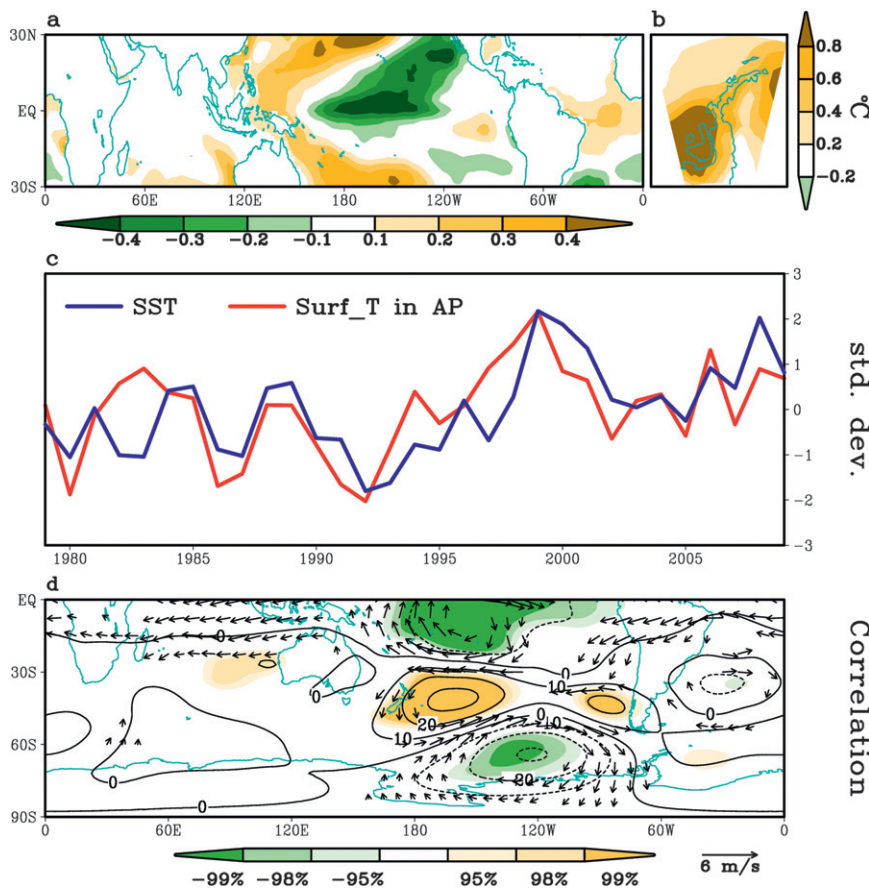 a
b
30N
EQ
30S
60E 120E 180 120W 60W 0
0.8
0.6
0.4
0.2
-0.2
°C
-0.4 -0.3 -0.2 -0.1 0.1 0.2 0.3 0.4
c
SST Surf_T in AP
3
2
1
0
-1
-2
-3
std. dev.
1980 1985 1990 1995 2000 2005
d
EQ
30S
60S
90S
0 0 0 0 0 0 0
10 10 10 20 20
0 60E 120E 180 120W 60W 0
Correlation
-99% -98% -95% 95% 98% 99%
6 m/s